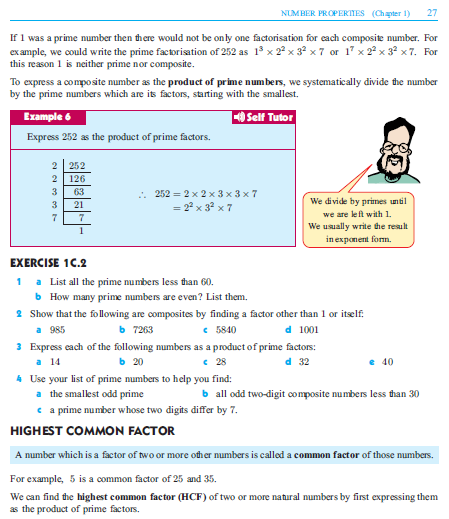 NUMBER PROPERTIES (Chapter 1) 27
If 1 was a prime number then there would not be only one factorisation for each composite number. For
example, we could write the prime factorisation of 252 as 1³ × 2² × 3² × 7 or 1⁷ × 2² × 3² × 7. For
this reason 1 is neither prime nor composite.
To express a composite number as the product of prime numbers, we systematically divide the number
by the prime numbers which are its factors, starting with the smallest.
Example 6 Self Tutor
Express 252 as the product of prime factors.
2 | 252
2 | 126
3 | 63
3 | 21
7 | 7
1
∴ 252 = 2 × 2 × 3 × 3 × 7
= 2² × 3² × 7
We divide by primes until
we are left with 1.
We usually write the result
in exponent form.
EXERCISE 1C.2
1 a List all the prime numbers less than 60.
b How many prime numbers are even? List them.
2 Show that the following are composites by finding a factor other than 1 or itself:
a 985 b 7263 c 5840 d 1001
3 Express each of the following numbers as a product of prime factors:
a 14 b 20 c 28 d 32 e 40
4 Use your list of prime numbers to help you find:
a the smallest odd prime b all odd two-digit composite numbers less than 30
c a prime number whose two digits differ by 7.
HIGHEST COMMON FACTOR
A number which is a factor of two or more other numbers is called a common factor of those numbers.
For example, 5 is a common factor of 25 and 35.
We can find the highest common factor (HCF) of two or more natural numbers by first expressing them
as the product of prime factors.